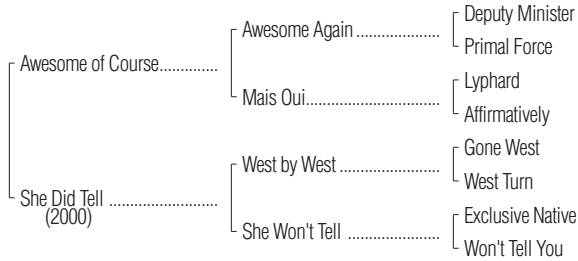 Deputy Minister
Awesome Again ..................
Primal Force
Awesome of Course..............
Lyphard
Mais Oui.............................
Affirmatively
Gone West
West by West ......................
West Turn
She Did Tell .......................
(2000)
Exclusive Native
She Won't Tell ....................
Won't Tell You